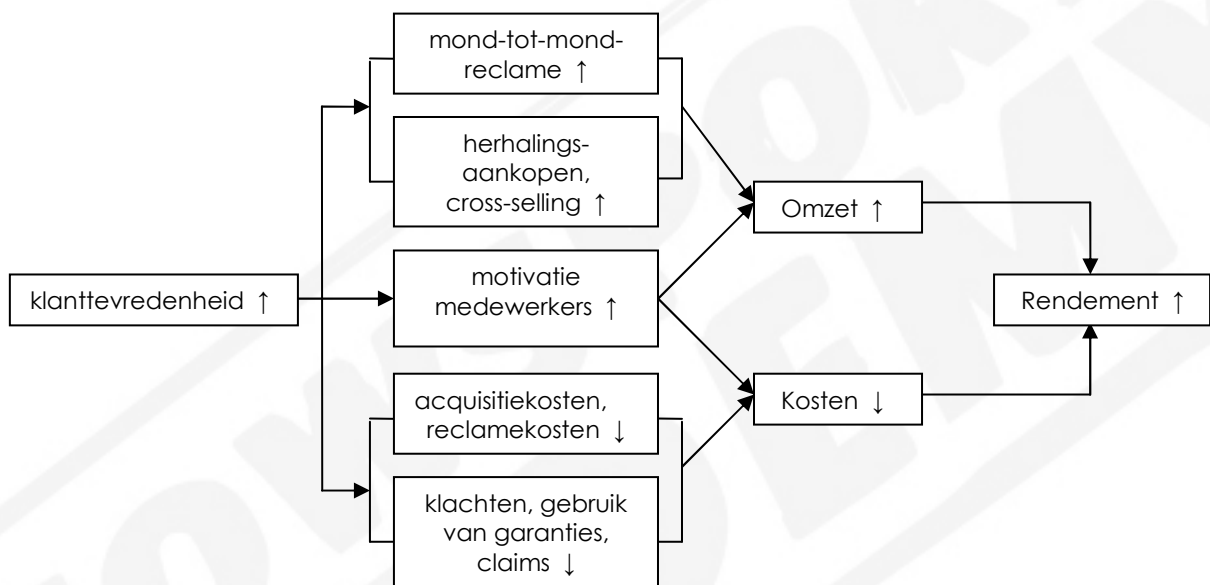 mond-tot-mond-
reclame ↑
herhalings-
aankopen,
cross-selling ↑
Omzet ↑
motivatie
medewerkers ↑
klanttevredenheid ↑
Rendement ↑
acquisitiekosten,
reclamekosten ↓
Kosten ↓
klachten, gebruik
van garanties,
claims ↓